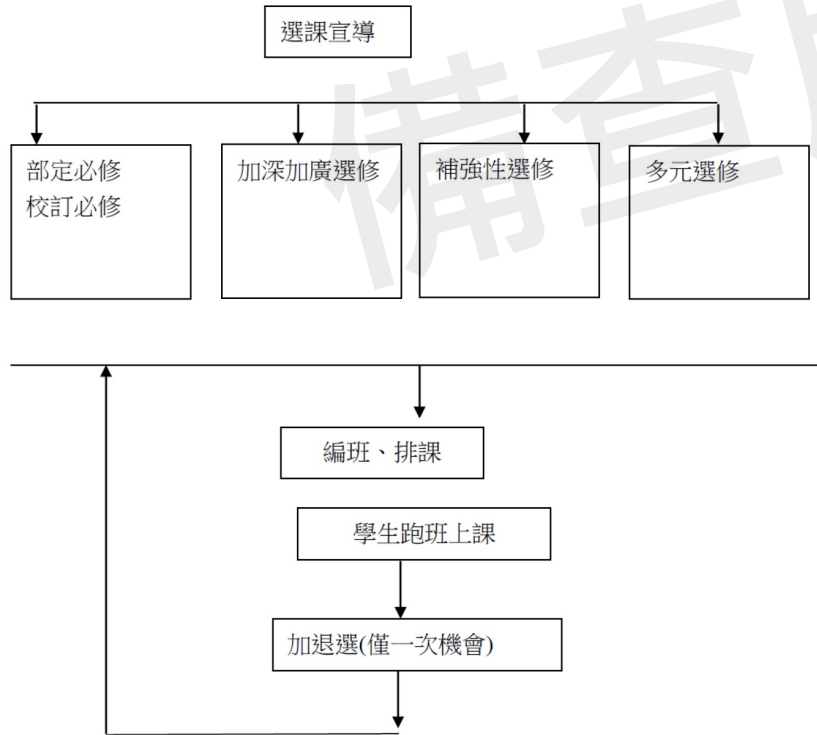 選課宣導
部定必修
校訂必修
加深加廣選修
補強性選修
多元選修
編班、排課
學生跑班上課
加退選(僅一次機會)
備查